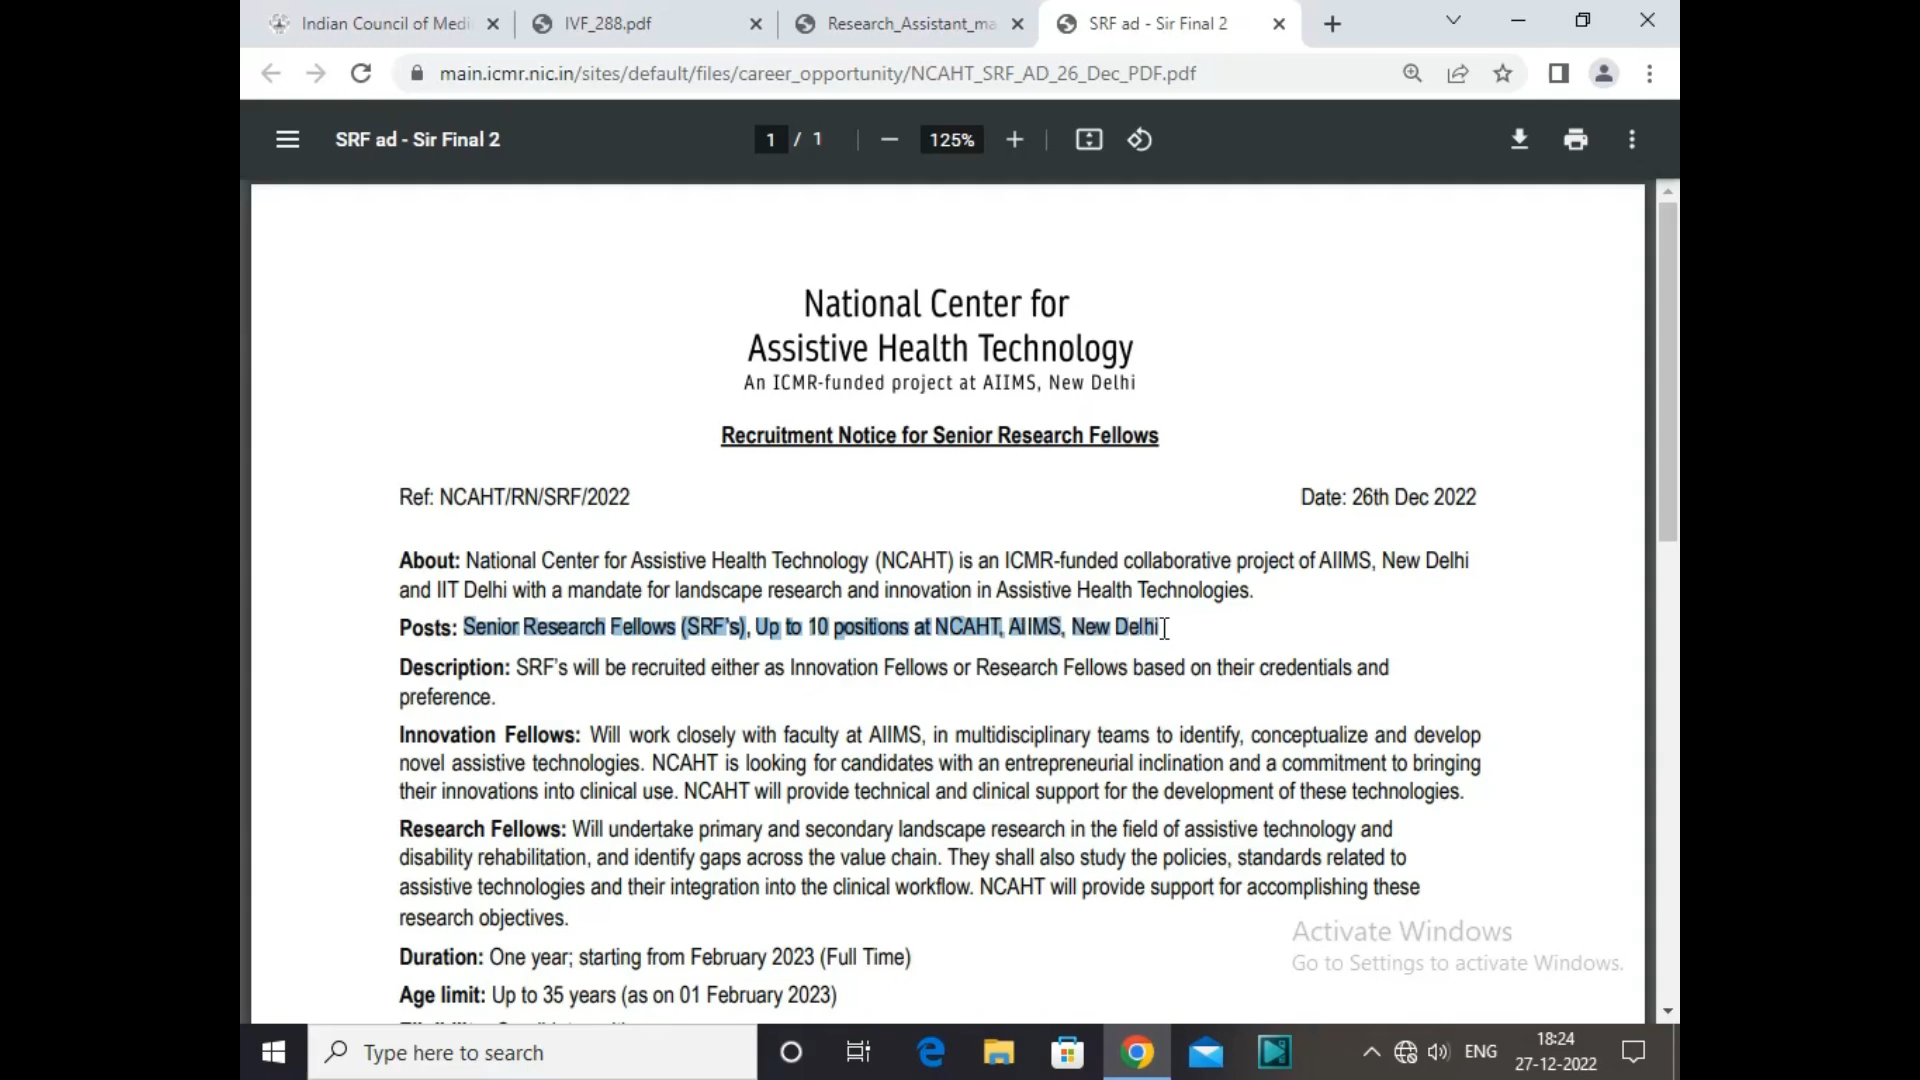 Indian Council of Medi
IVF_288.pdf
Research_Assistant_ma
SRF ad - Sir Final 2
main.icmr.nic.in/sites/default/files/career_opportunity/NCAHT_SRF_AD_26_Dec_PDF.pdf
SRF ad - Sir Final 2
1 / 1
125%
National Center for
Assistive Health Technology
An ICMR-funded project at AIIMS, New Delhi
Recruitment Notice for Senior Research Fellows
Ref: NCAHT/RN/SRF/2022
Date: 26th Dec 2022
About: National Center for Assistive Health Technology (NCAHT) is an ICMR-funded collaborative project of AIIMS, New Delhi
and IIT Delhi with a mandate for landscape research and innovation in Assistive Health Technologies.
Posts: Senior Research Fellows (SRF's), Up to 10 positions at NCAHT, AIIMS, New Delhi
Description: SRF's will be recruited either as Innovation Fellows or Research Fellows based on their credentials and
preference.
Innovation Fellows: Will work closely with faculty at AIIMS, in multidisciplinary teams to identify, conceptualize and develop
novel assistive technologies. NCAHT is looking for candidates with an entrepreneurial inclination and a commitment to bringing
their innovations into clinical use. NCAHT will provide technical and clinical support for the development of these technologies.
Research Fellows: Will undertake primary and secondary landscape research in the field of assistive technology and
disability rehabilitation, and identify gaps across the value chain. They shall also study the policies, standards related to
assistive technologies and their integration into the clinical workflow. NCAHT will provide support for accomplishing these
research objectives.
Duration: One year; starting from February 2023 (Full Time)
Age limit: Up to 35 years (as on 01 February 2023)
Activate Windows
Go to Settings to activate Windows.
Type here to search
ENG
18:24
27-12-2022